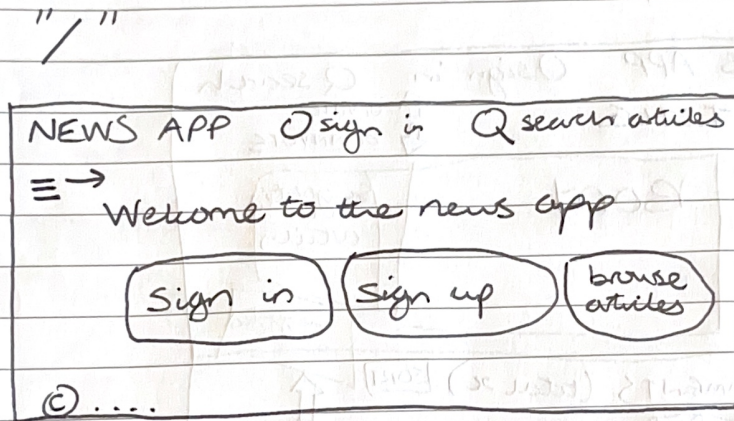 "/"
NEWS APP sign in search articles
Welcome to the news app
sign in sign up browse articles
© ....